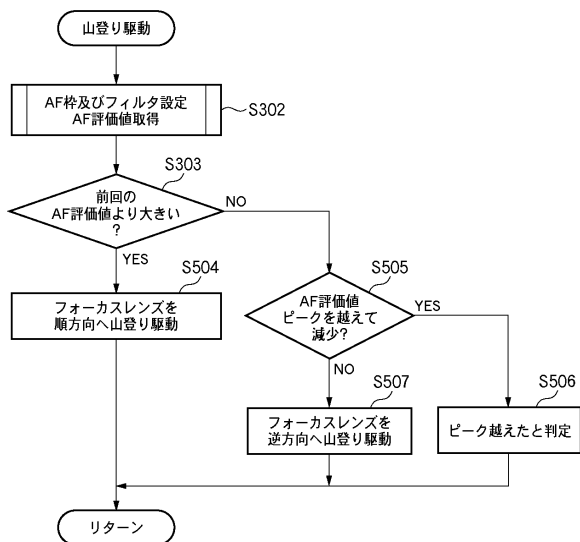 山登り駆動
AF枠及びフィルタ設定
AF評価値取得
S302
S303
前回の
AF評価値より大きい
?
NO
YES
S504
フォーカスレンズを
順方向へ山登り駆動
S505
AF評価値
ピークを越えて
減少?
YES
NO
S507
フォーカスレンズを
逆方向へ山登り駆動
S506
ピーク越えたと判定
リターン